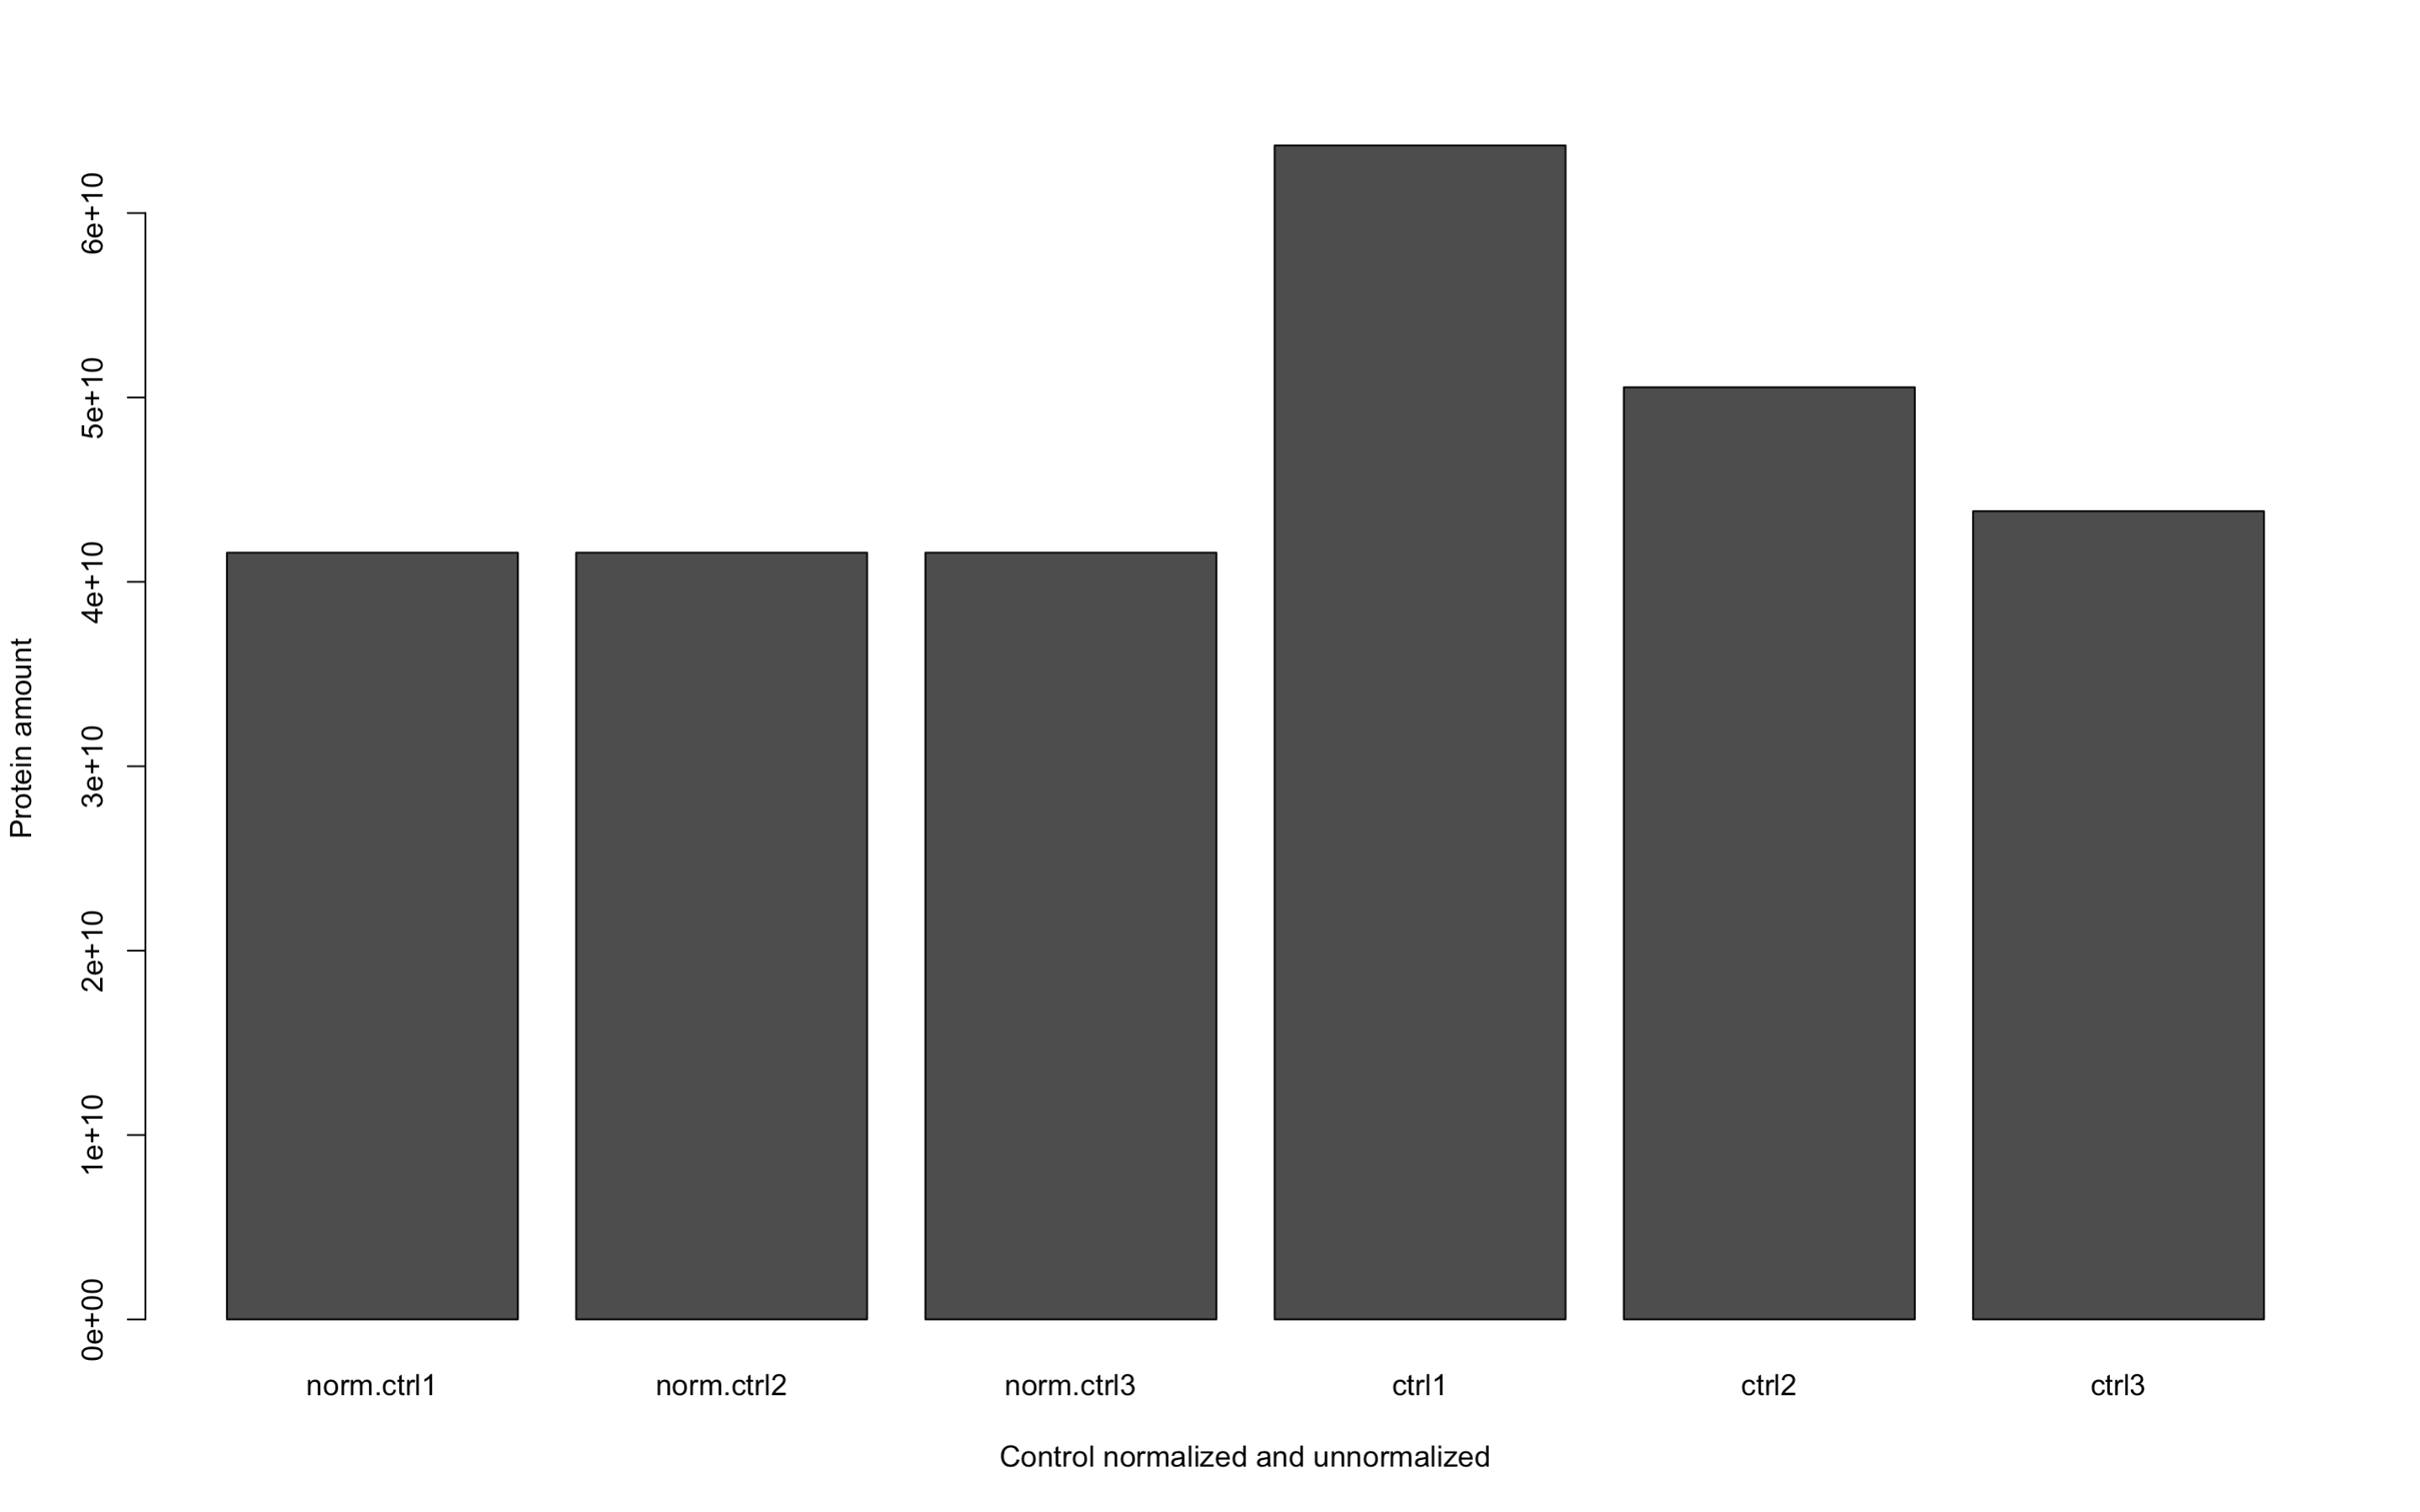 Protein amount
6e+10
5e+10
4e+10
3e+10
2e+10
1e+10
0e+00
norm.ctrl1 norm.ctrl2 norm.ctrl3 ctrl1 ctrl2 ctrl3
Control normalized and unnormalized